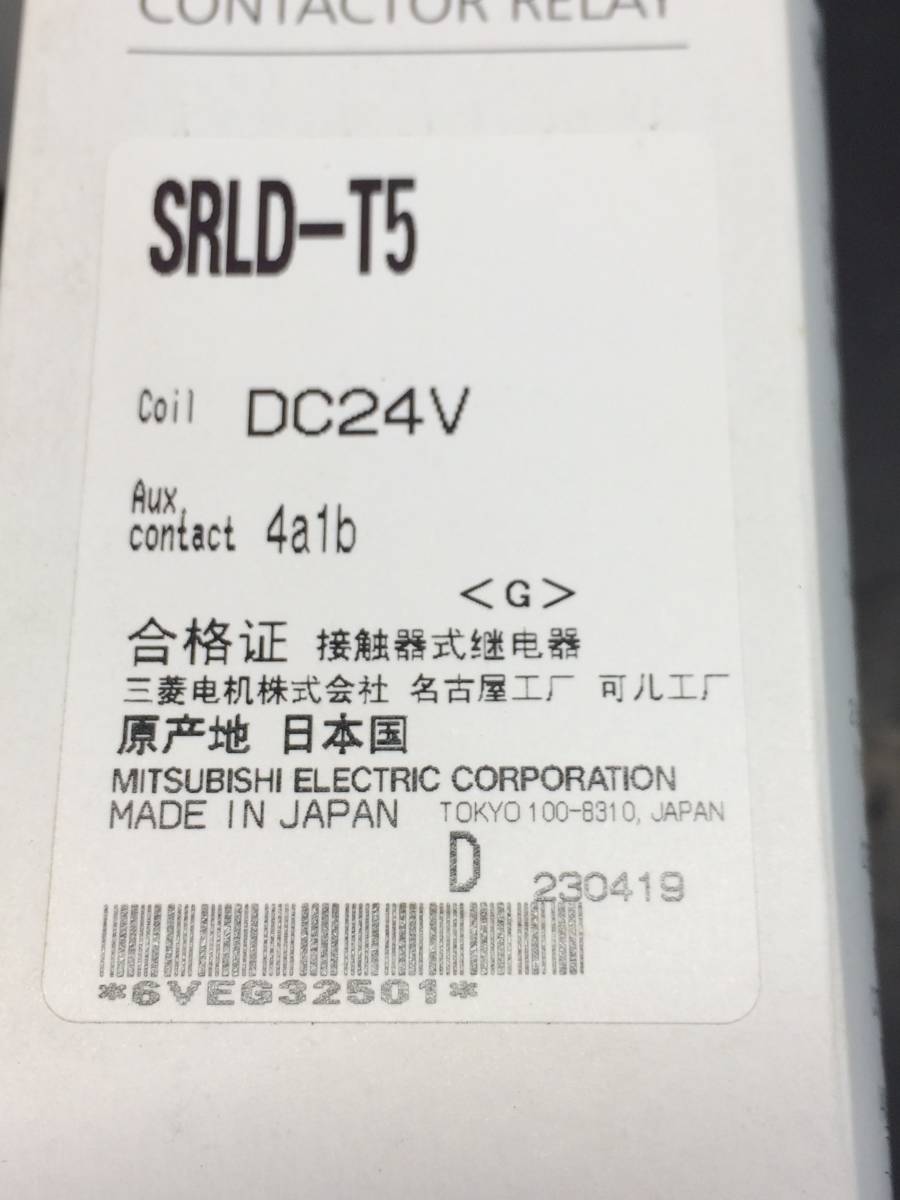 CONTACTOR RELAY
SRLD-T5
Coil DC24V
Aux.
contact 4a1b
<G>
合格证 接触器式继电器
三菱电机株式会社 名古屋工厂 可儿工厂
原产地 日本国
MITSUBISHI ELECTRIC CORPORATION
MADE IN JAPAN TOKYO 100-8310, JAPAN
D 230419
*6VEG32501*